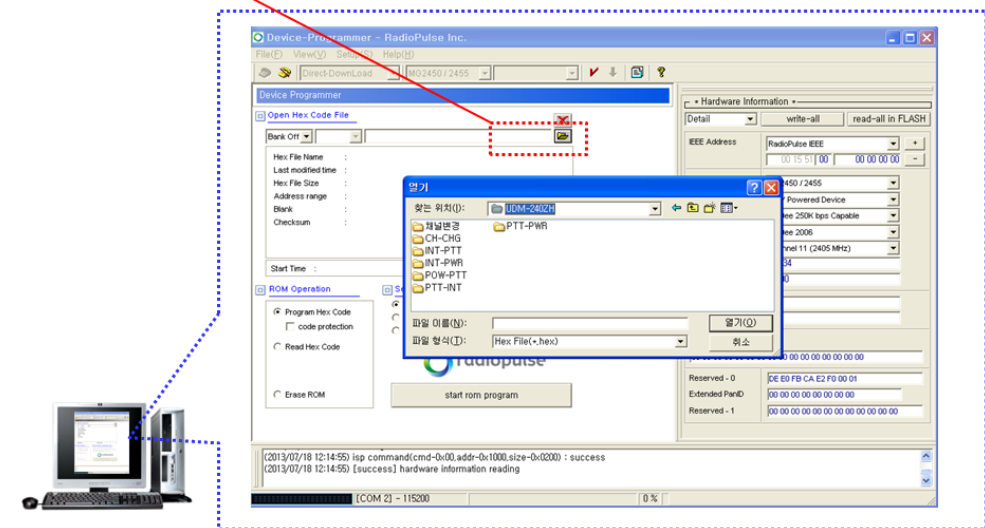 Device-Programmer - RadioPulse Inc.
File(F) View(V) Setup(S) Help(H)
Direct-DownLoad MG2450 / 2455
Device Programmer
Open Hex Code File
Bank Off
Hex File Name :
Last modified time :
Hex File Size :
Address range :
Blank :
Checksum :
Start Time :
ROM Operation
Program Hex Code
code protection
Read Hex Code
Erase ROM
radiopulse
start rom program
* Hardware Information *
Detail write-all read-all in FLASH
IEEE Address RadioPulse IEEE +
00 15 51 00 00 00 00 00 -
2450 / 2455
Powered Device
ee 250K bps Capable
ee 2006
nnel 11 (2405 MHz)
34
00 00 00 00 00 00 00
Reserved - 0 DE E0 FB CA E2 F0 00 01
Extended PanID 00 00 00 00 00 00 00 00
Reserved - 1 00 00 00 00 00 00 00 00 00 00 00
열기
찾는 위치(I): UDM-240ZH
채널변경 PTT-PWR
CH-CHG
INT-PTT
INT-PWR
POW-PTT
PTT-INT
파일 이름(N): 열기(O)
파일 형식(T): Hex File(*.hex) 취소
(2013/07/18 12:14:55) isp command(cmd-0x00,addr-0x1000,size-0x0200) : success
(2013/07/18 12:14:55) [success] hardware information reading
[COM 2] - 115200 0 %